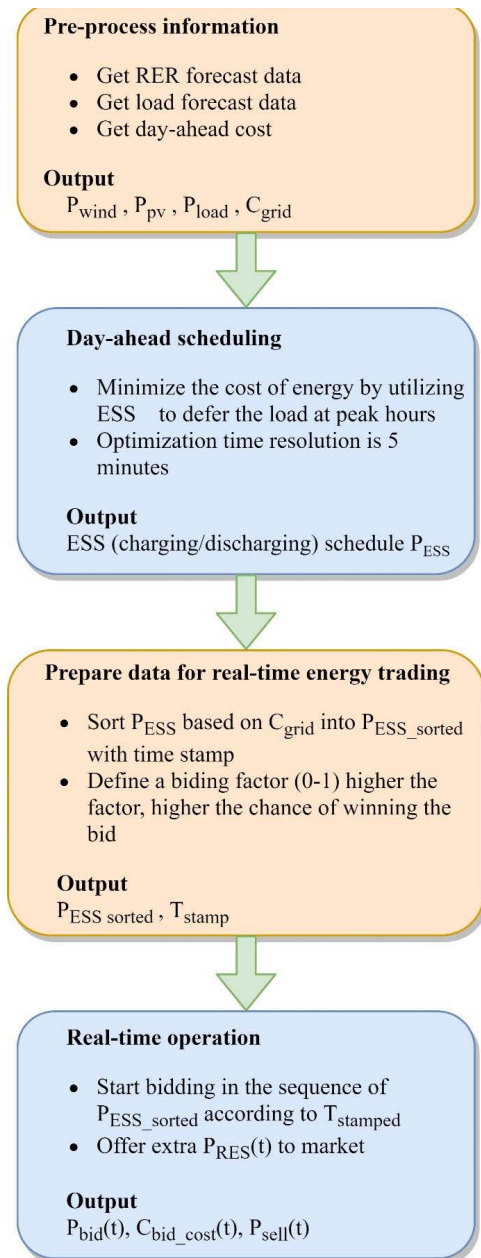 Pre-process information
• Get RER forecast data
• Get load forecast data
• Get day-ahead cost
Output
P_wind , P_pv , P_load , C_grid
Day-ahead scheduling
• Minimize the cost of energy by utilizing
ESS to defer the load at peak hours
• Optimization time resolution is 5
minutes
Output
ESS (charging/discharging) schedule P_ESS
Prepare data for real-time energy trading
• Sort P_ESS based on C_grid into P_ESS_sorted
with time stamp
• Define a biding factor (0-1) higher the
factor, higher the chance of winning the
bid
Output
P_ESS sorted , T_stamp
Real-time operation
• Start bidding in the sequence of
P_ESS_sorted according to T_stamped
• Offer extra P_RES(t) to market
Output
P_bid(t), C_bid_cost(t), P_sell(t)